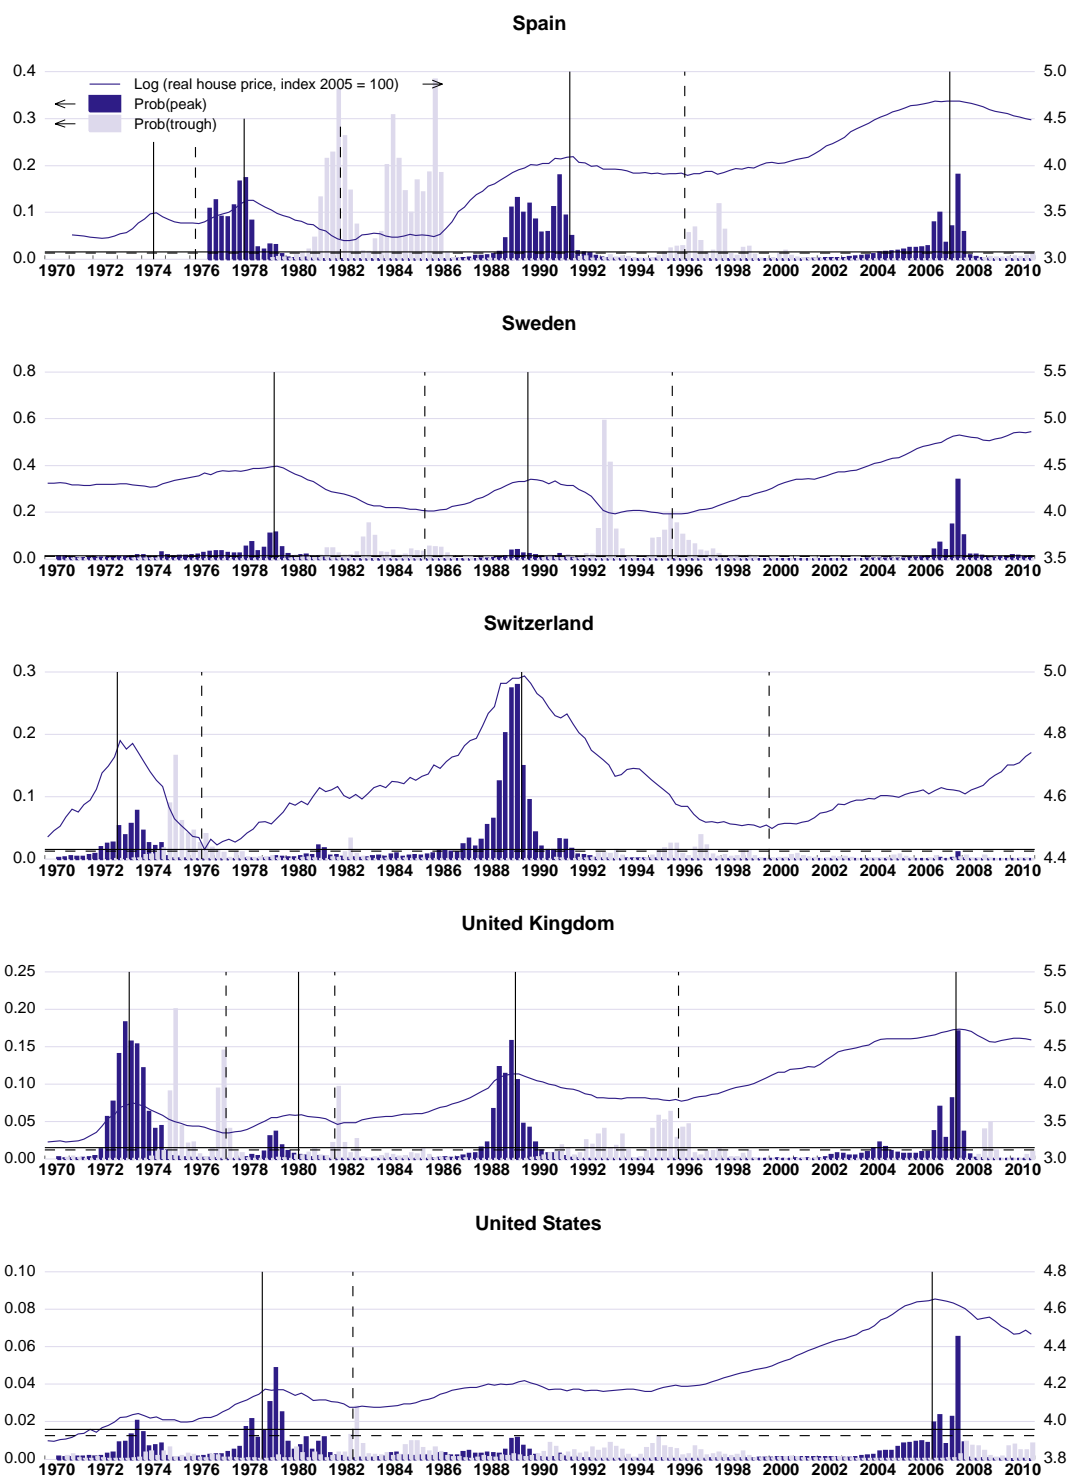 Spain
0.4 5.0
Log (real house price, index 2005 = 100)
Prob(peak)
Prob(trough)
0.3 4.5
0.2 4.0
0.1 3.5
0.0 3.0
1970 1972 1974 1976 1978 1980 1982 1984 1986 1988 1990 1992 1994 1996 1998 2000 2002 2004 2006 2008 2010
Sweden
0.8 5.5
0.6 5.0
0.4 4.5
0.2 4.0
0.0 3.5
1970 1972 1974 1976 1978 1980 1982 1984 1986 1988 1990 1992 1994 1996 1998 2000 2002 2004 2006 2008 2010
Switzerland
0.3 5.0
4.8
0.2
0.1 4.6
0.0 4.4
1970 1972 1974 1976 1978 1980 1982 1984 1986 1988 1990 1992 1994 1996 1998 2000 2002 2004 2006 2008 2010
United Kingdom
0.25 5.5
0.20 5.0
0.15 4.5
0.10 4.0
0.05 3.5
0.00 3.0
1970 1972 1974 1976 1978 1980 1982 1984 1986 1988 1990 1992 1994 1996 1998 2000 2002 2004 2006 2008 2010
United States
0.10 4.8
0.08 4.6
0.06 4.4
0.04 4.2
0.02 4.0
0.00 3.8
1970 1972 1974 1976 1978 1980 1982 1984 1986 1988 1990 1992 1994 1996 1998 2000 2002 2004 2006 2008 2010